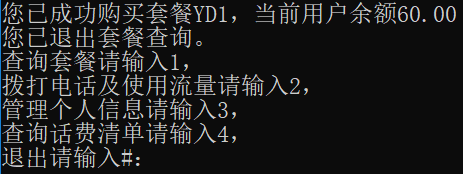 您已成功购买套餐YD1，当前用户余额60.00
您已退出套餐查询。
查询套餐请输入1，
拨打电话及使用流量请输入2，
管理个人信息请输入3，
查询话费清单请输入4，
退出请输入#：